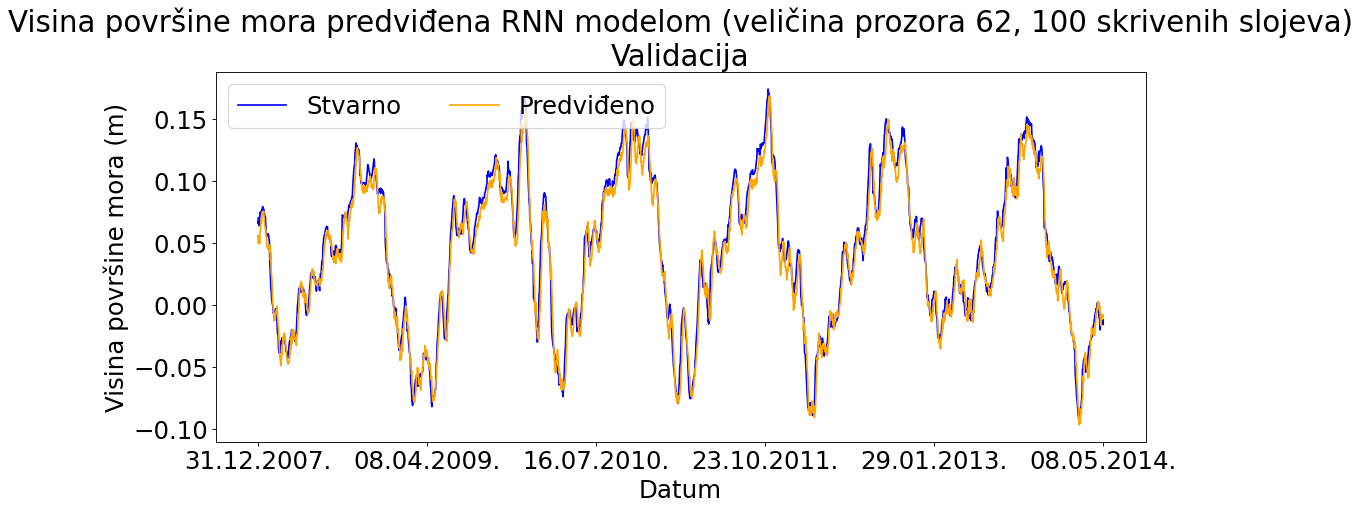 Visina površine mora predviđena RNN modelom (veličina prozora 62, 100 skrivenih slojeva)
Validacija
Stvarno Predviđeno
Visina površine mora (m)
0.15
0.10
0.05
0.00
−0.05
−0.10
31.12.2007. 08.04.2009. 16.07.2010. 23.10.2011. 29.01.2013. 08.05.2014.
Datum